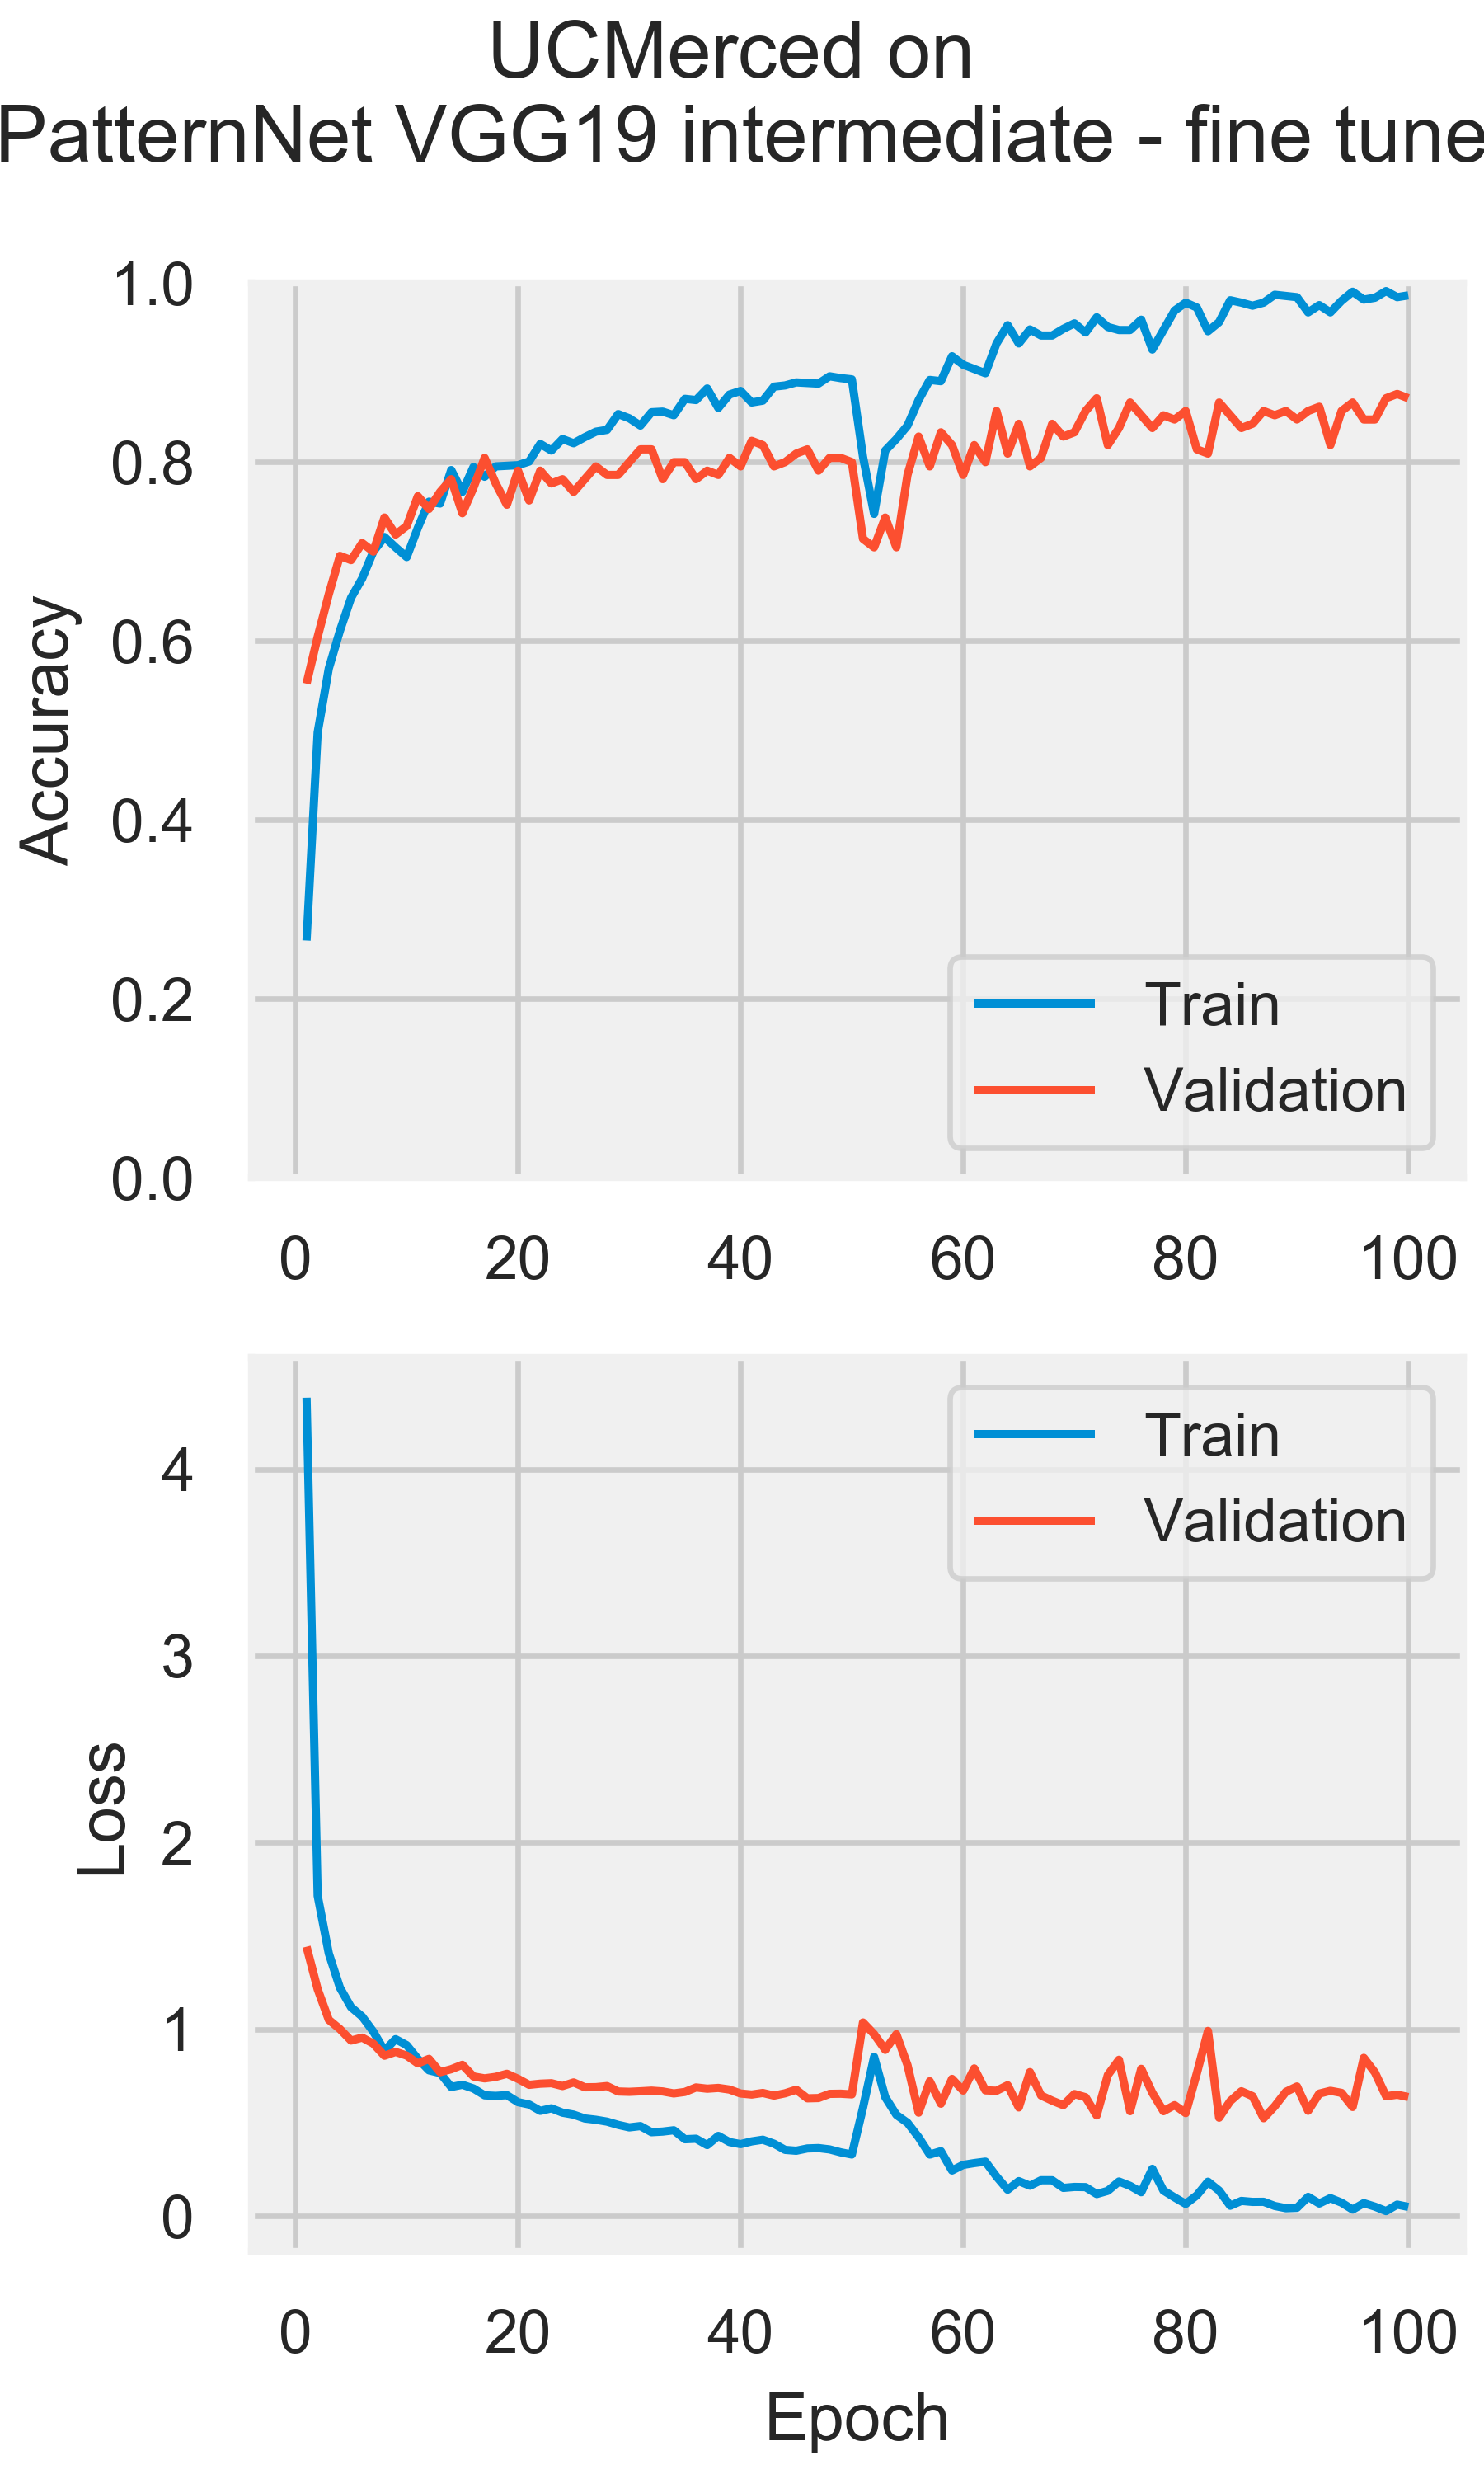 UCMerced on
PatternNet VGG19 intermediate - fine tune
1.0
0.8
0.6
0.4
0.2
0.0
Accuracy
Train
Validation
0 20 40 60 80 100
4
3
2
1
0
Loss
Train
Validation
0 20 40 60 80 100
Epoch